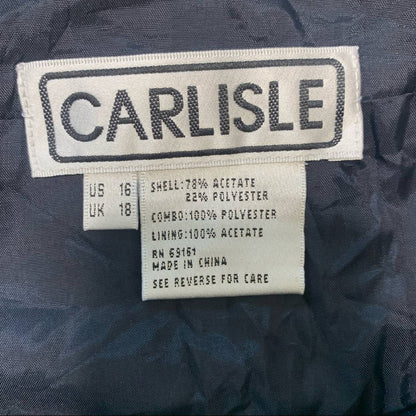 CARLISLE
US 16
UK 18
SHELL: 78% ACETATE
22% POLYESTER
COMBO: 100% POLYESTER
LINING: 100% ACETATE
RN 69161
MADE IN CHINA
SEE REVERSE FOR CARE